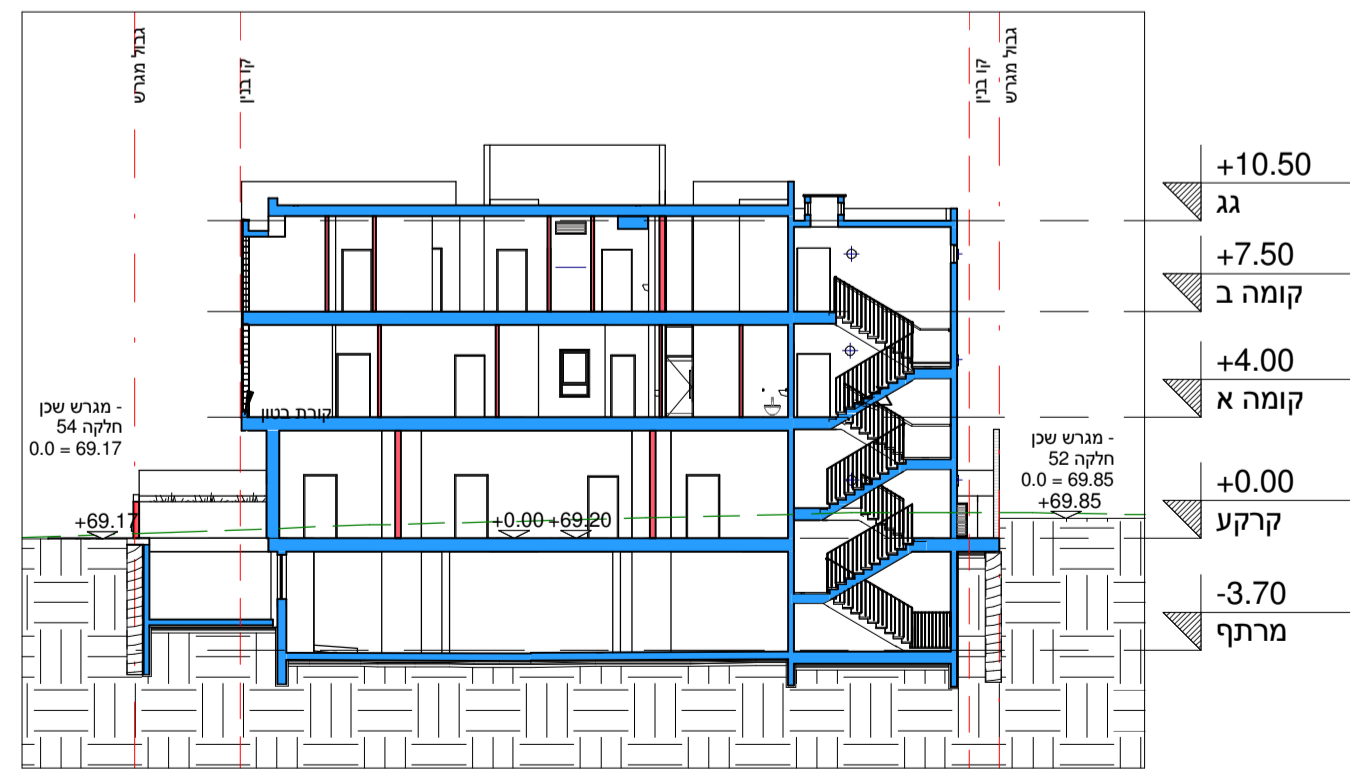 גבול מגרש
קו בנין
קו בנין
גבול מגרש
+10.50
גג
+7.50
קומה ב
+4.00
קומה א
+0.00
קרקע
-3.70
מרתף
- מגרש שכן
חלקה 54
0.0 = 69.17
קורת בטון
- מגרש שכן
חלקה 52
0.0 = 69.85
+69.85
+69.17
+0.00 +69.20